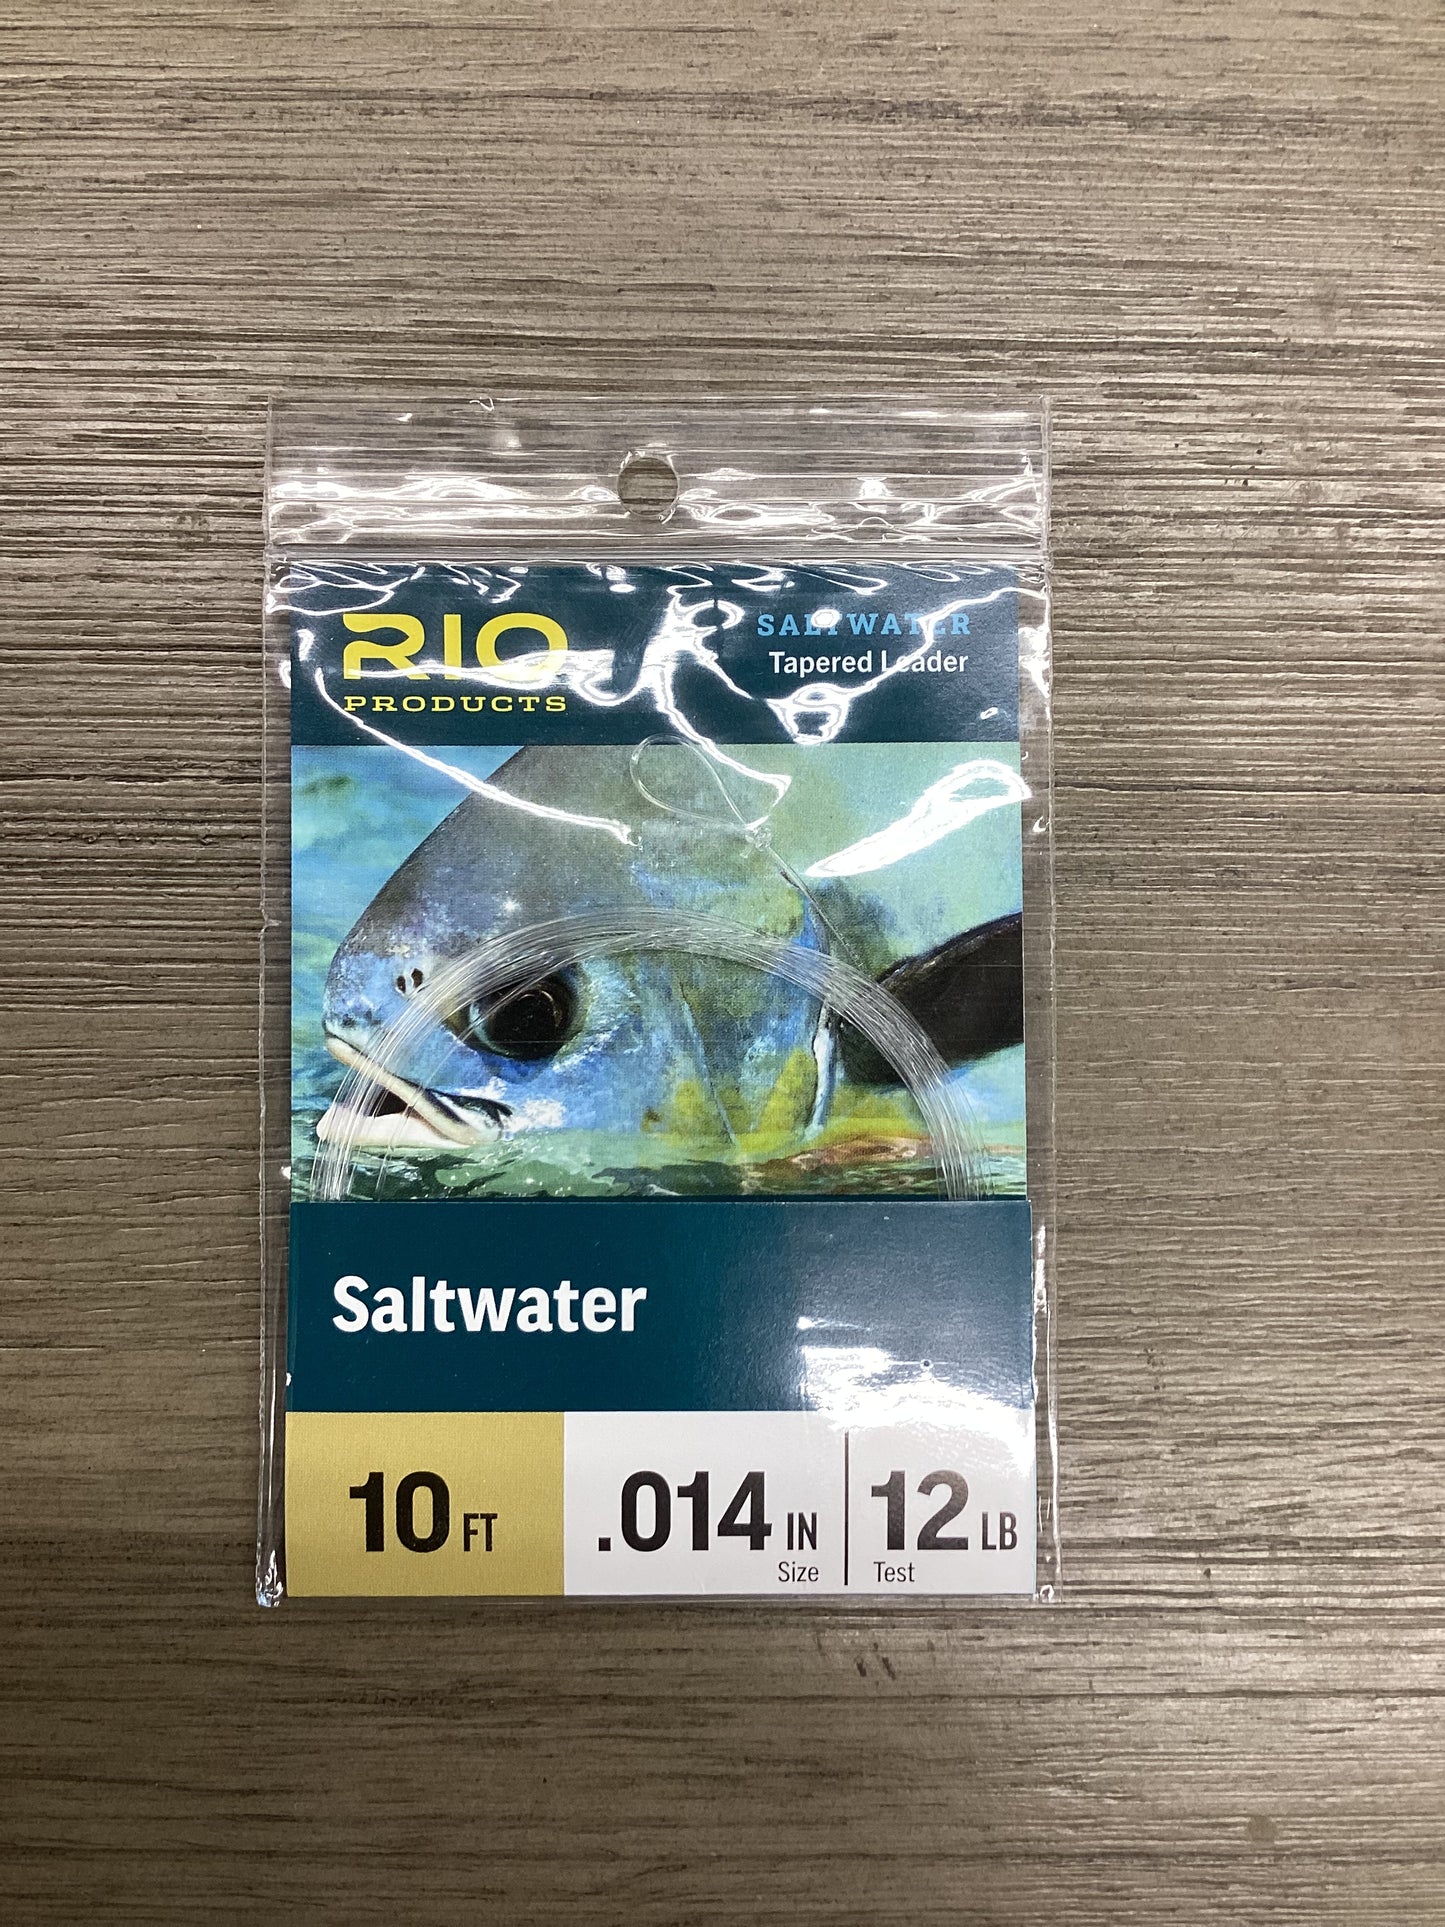 RIO
PRODUCTS
SALTWATER
Tapered Leader
Saltwater
10 FT
.014 IN
Size
12 LB
Test